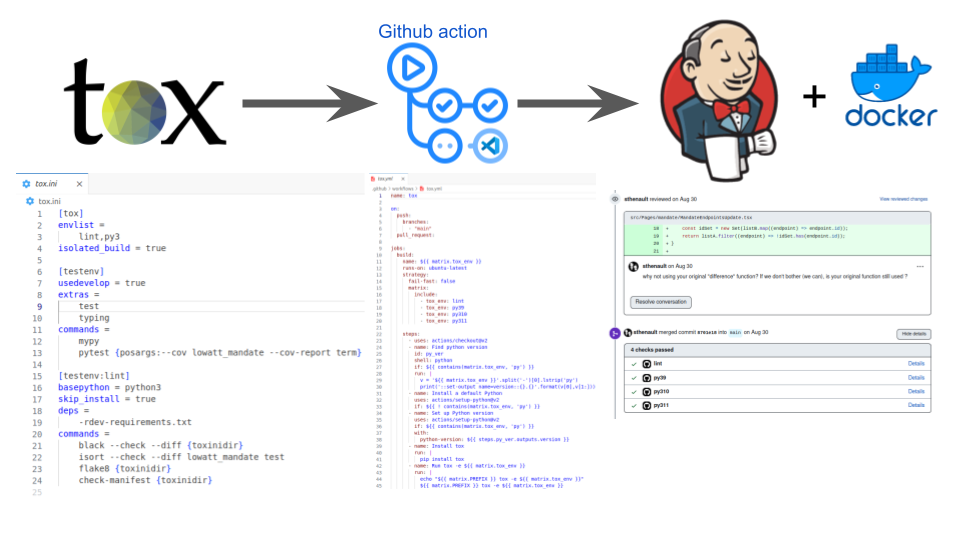 Github action
tox
+
docker
tox.ini ×
tox.ini
1 [tox]
2 envlist =
3 lint,py3
4 isolated_build = true
5
6 [testenv]
7 usedevelop = true
8 extras =
9 test
10 typing
11 commands =
12 mypy
13 pytest {posargs:--cov lowatt_mandate --cov-report term}
14
15 [testenv:lint]
16 basepython = python3
17 skip_install = true
18 deps =
19 -rdev-requirements.txt
20 commands =
21 black --check --diff {toxinidir}
22 isort --check --diff lowatt_mandate test
23 flake8 {toxinidir}
24 check-manifest {toxinidir}
25
tox.yml ×
.github > workflows > tox.yml
1 name: tox
2
3 on:
4 push:
5 branches:
6 - "main"
7 pull_request:
8
9 jobs:
10 build:
11 name: ${{ matrix.tox_env }}
12 runs-on: ubuntu-latest
13 strategy:
14 fail-fast: false
15 matrix:
16 include:
17 - tox_env: lint
18 - tox_env: py39
19 - tox_env: py310
20 - tox_env: py311
21
22 steps:
23 - uses: actions/checkout@v2
24 - name: Find python version
25 id: py_ver
26 shell: python
27 if: ${{ contains(matrix.tox_env, 'py') }}
28 run: |
29 v = '${{ matrix.tox_env }}'.split('-')[0].lstrip('py')
30 print('::set-output name=version::{}.{}'.format(v[0],v[1:]))
31 - name: Install a default Python
32 uses: actions/setup-python@v2
33 if: ${{ ! contains(matrix.tox_env, 'py') }}
34 - name: Set up Python version
35 uses: actions/setup-python@v2
36 if: ${{ contains(matrix.tox_env, 'py') }}
37 with:
38 python-version: ${{ steps.py_ver.outputs.version }}
39 - name: Install tox
40 run: |
41 pip install tox
42 - name: Run tox -e ${{ matrix.tox_env }}
43 run: |
44 echo "${{ matrix.PREFIX }} tox -e ${{ matrix.tox_env }}"
45 ${{ matrix.PREFIX }} tox -e ${{ matrix.tox_env }}
sthenault reviewed on Aug 30 View reviewed changes
src/Pages/mandate/MandateEndpointsUpdate.tsx
18 + const idSet = new Set(listB.map((endpoint) => endpoint.id));
19 + return listA.filter((endpoint) => !idSet.has(endpoint.id));
20 + }
21 +
sthenault on Aug 30 ...
why not using your original "difference" function? If we don't bother (we can), is your original function still used ?
Resolve conversation
sthenault merged commit into main on Aug 30 Hide details
4 checks passed
lint Details
py39 Details
py310 Details
py311 Details